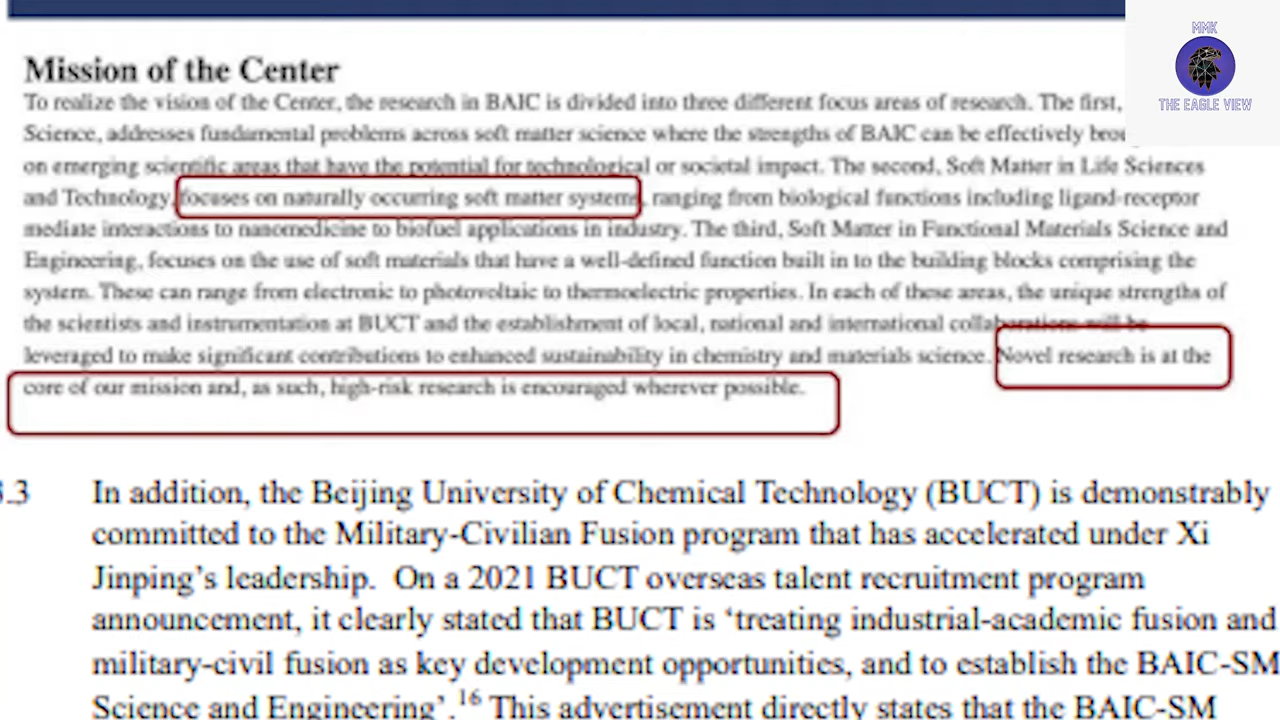 MMK
THE EAGLE VIEW
Mission of the Center
To realize the vision of the Center, the research in BAIC is divided into three different focus areas of research. The first,
Science, addresses fundamental problems across soft matter science where the strengths of BAIC can be effectively
on emerging scientific areas that have the potential for technological or societal impact. The second, Soft Matter in Life Sciences
and Technology, focuses on naturally occurring soft matter systems, ranging from biological functions including ligand-receptor
mediate interactions to nanomedicine to biofuel applications in industry. The third, Soft Matter in Functional Materials Science and
Engineering, focuses on the use of soft materials that have a well-defined function built in to the building blocks comprising the
system. These can range from electronic to photovoltaic to thermoelectric properties. In each of these areas, the unique strengths of
the scientists and instrumentation at BUCT and the establishment of local, national and international collaborations will be
leveraged to make significant contributions to enhanced sustainability in chemistry and materials science. Novel research is at the
core of our mission and, as such, high-risk research is encouraged wherever possible.
.3 In addition, the Beijing University of Chemical Technology (BUCT) is demonstrably
committed to the Military-Civilian Fusion program that has accelerated under Xi
Jinping's leadership. On a 2021 BUCT overseas talent recruitment program
announcement, it clearly stated that BUCT is 'treating industrial-academic fusion and
military-civil fusion as key development opportunities, and to establish the BAIC-SM
Science and Engineering'.16 This advertisement directly states that the BAIC-SM